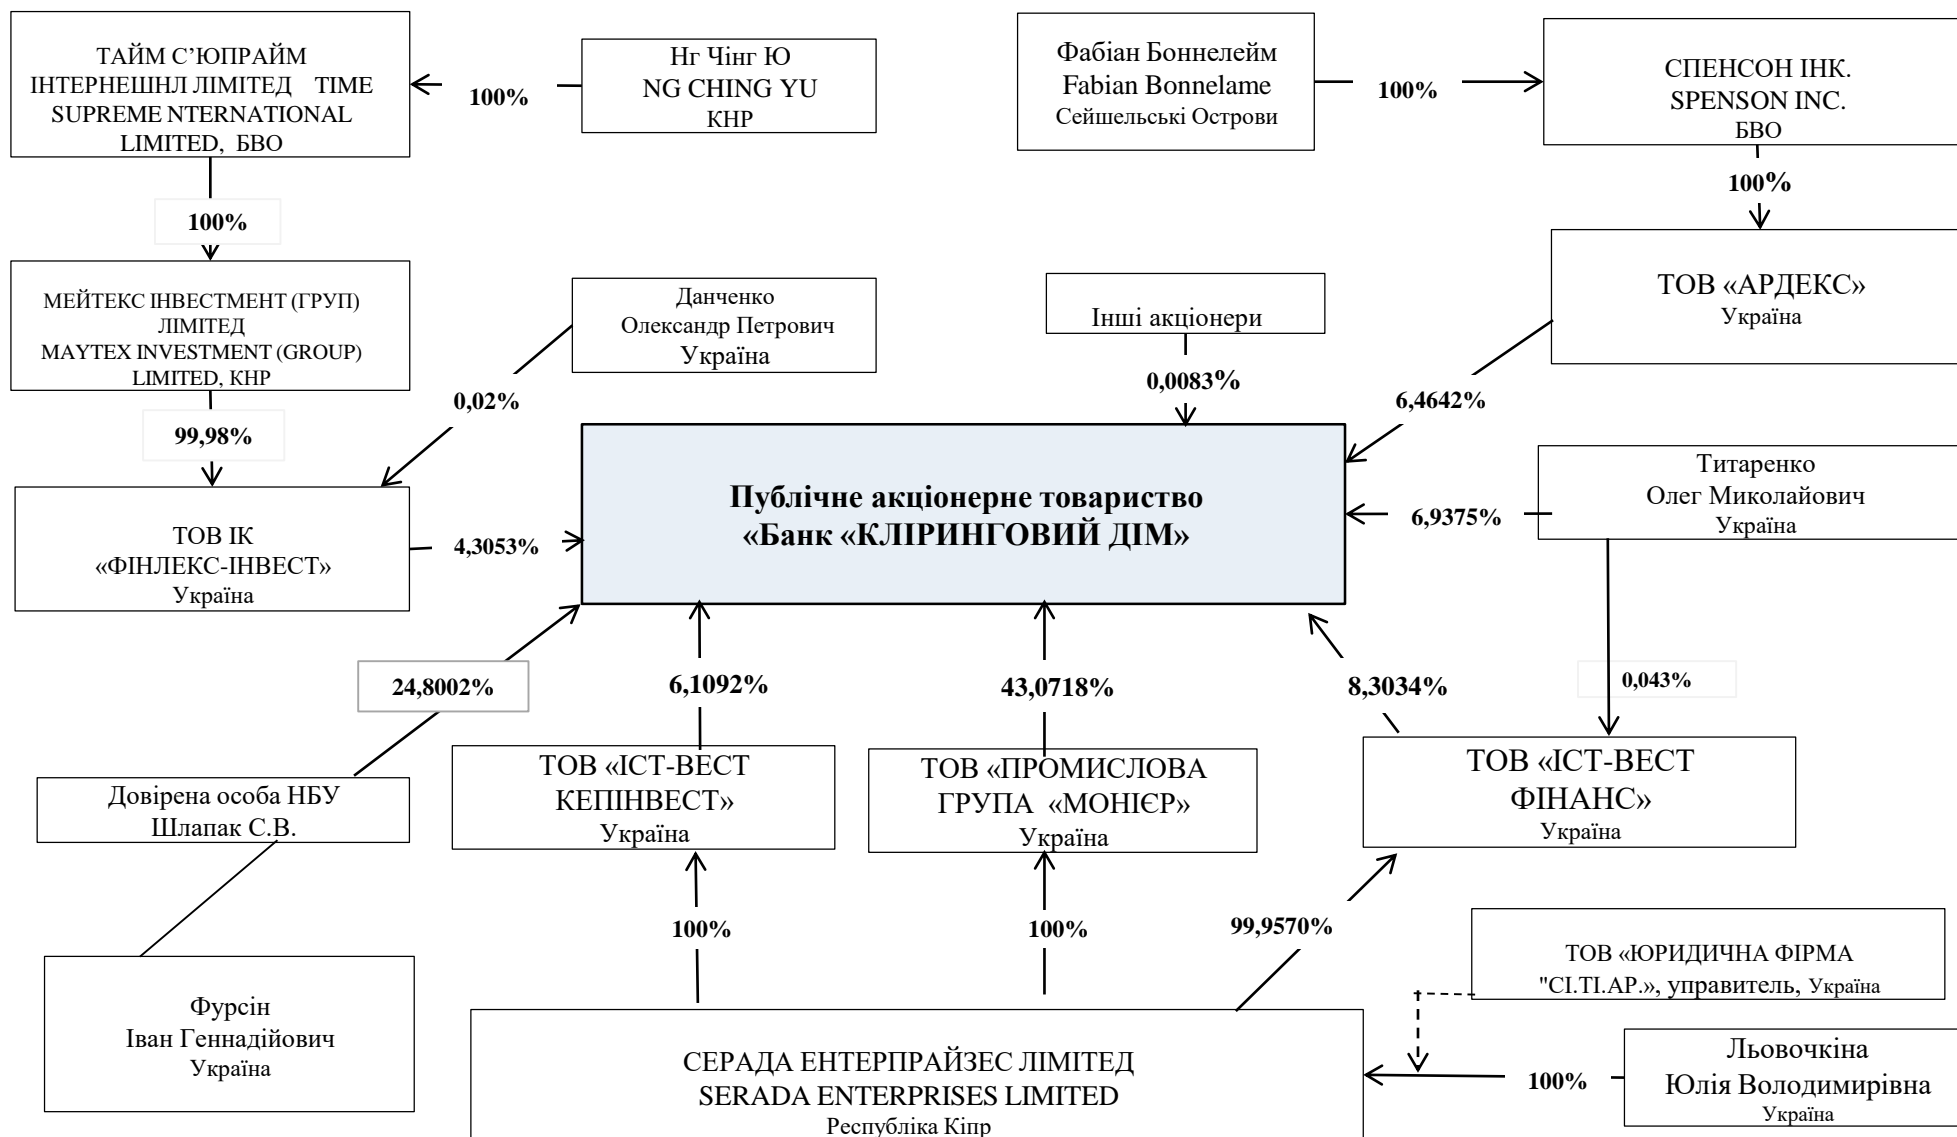 ТАЙМ С’ЮПРАЙМ
ІНТЕРНЕШНЛ ЛІМІТЕД TIME
SUPREME NTERNATIONAL
LIMITED, БВО
100%
Нг Чінг Ю
NG CHING YU
КНР
Фабіан Боннелейм
Fabian Bonnelame
Сейшельські Острови
100%
СПЕНСОН ІНК.
SPENSON INC.
БВО
100%
100%
МЕЙТЕКС ІНВЕСТМЕНТ (ГРУП)
ЛІМІТЕД
MAYTEX INVESTMENT (GROUP)
LIMITED, КНР
Данченко
Олександр Петрович
Україна
Інші акціонери
ТОВ «АРДЕКС»
Україна
0,02%
0,0083%
6,4642%
99,98%
ТОВ ІК
«ФІНЛЕКС-ІНВЕСТ»
Україна
4,3053%
Публічне акціонерне товариство
«Банк «КЛІРИНГОВИЙ ДІМ»
6,9375%
Титаренко
Олег Миколайович
Україна
24,8002%
6,1092%
43,0718%
8,3034%
0,043%
Довірена особа НБУ
Шлапак С.В.
ТОВ «ІСТ-ВЕСТ
КЕПІНВЕСТ»
Україна
ТОВ «ПРОМИСЛОВА
ГРУПА «МОНІЄР»
Україна
ТОВ «ІСТ-ВЕСТ
ФІНАНС»
Україна
100%
100%
99,9570%
Фурсін
Іван Геннадійович
Україна
ТОВ «ЮРИДИЧНА ФІРМА
"СІ.ТІ.АР.», управитель, Україна
СЕРАДА ЕНТЕРПРАЙЗЕС ЛІМІТЕД
SERADA ENTERPRISES LIMITED
Республіка Кіпр
100%
Льовочкіна
Юлія Володимирівна
Україна